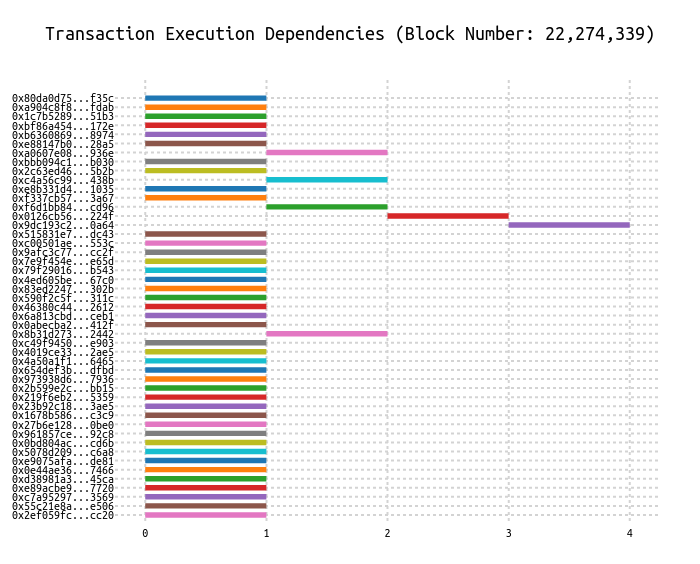 Transaction Execution Dependencies (Block Number: 22,274,339)
0x80da0d75...f35c
0xa904c8f8...fdab
0x1c7b5289...51b3
0xbf86a454...172e
0xb6360869...8974
0xe88147b0...28a5
0xa0607e08...936e
0xbbb094c1...b030
0x2c63ed46...5b2b
0xc4a56c99...438b
0xe8b331d4...1035
0xf337cb57...3a67
0xf6d1bb84...cd96
0x0126cb56...224f
0x9dc193c2...0a64
0x515831e7...dc43
0xc00501ae...553c
0x9afc3c77...cc2f
0x7e9f454e...e65d
0x79f29016...b543
0x4ed605be...67c0
0x83ed2247...302b
0x590f2c5f...311c
0x46380c44...2612
0x6a813cbd...ceb1
0x0abecba2...412f
0x8b31d273...2442
0xc49f9450...e903
0x4019ce33...2ae5
0x4a50a1f1...6465
0x654def3b...dfbd
0x973938d6...7936
0x2b599e2c...bb15
0x219f6eb2...5359
0x23b92c18...3ae5
0x1678b586...c3c9
0x27b6e128...0be0
0x961857ce...92c8
0x0bd804ac...cd6b
0x5078d209...c6a8
0xe9075afa...de81
0x0e44ae36...7466
0xd38981a3...45ca
0xe89acbe9...7720
0xc7a95297...3569
0x55c21e8a...e506
0x2ef059fc...cc20
0 1 2 3 4